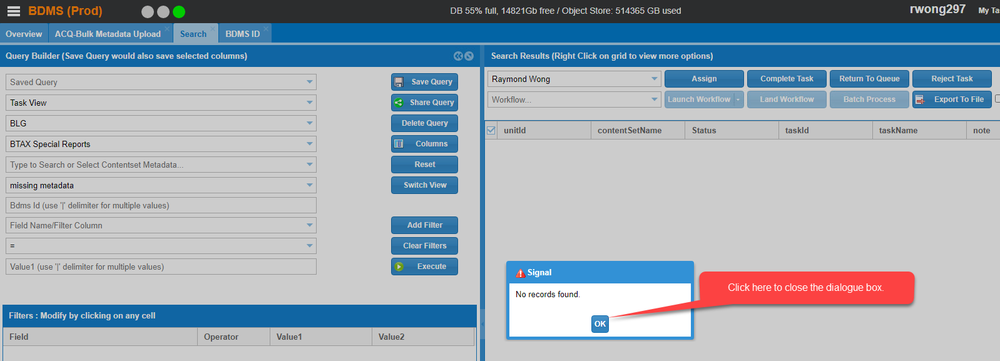 BDMS (Prod)
DB 55% full, 14821Gb free / Object Store: 514365 GB used
rwong297
My Ta
Overview
ACQ-Bulk Metadata Upload
Search
BDMS ID
Query Builder (Save Query would also save selected columns)
Saved Query
Save Query
Task View
Share Query
BLG
Delete Query
BTAX Special Reports
Columns
Type to Search or Select Contentset Metadata...
Reset
missing metadata
Switch View
Bdms Id (use '|' delimiter for multiple values)
Field Name/Filter Column
Add Filter
=
Clear Filters
Value1 (use '|' delimiter for multiple values)
Execute
Filters : Modify by clicking on any cell
Field Operator Value1 Value2
Search Results (Right Click on grid to view more options)
Raymond Wong
Assign
Complete Task
Return To Queue
Reject Task
Workflow...
Launch Workflow
Land Workflow
Batch Process
Export To File
unitId contentSetName Status taskId taskName note
Signal
No records found.
OK
Click here to close the dialogue box.